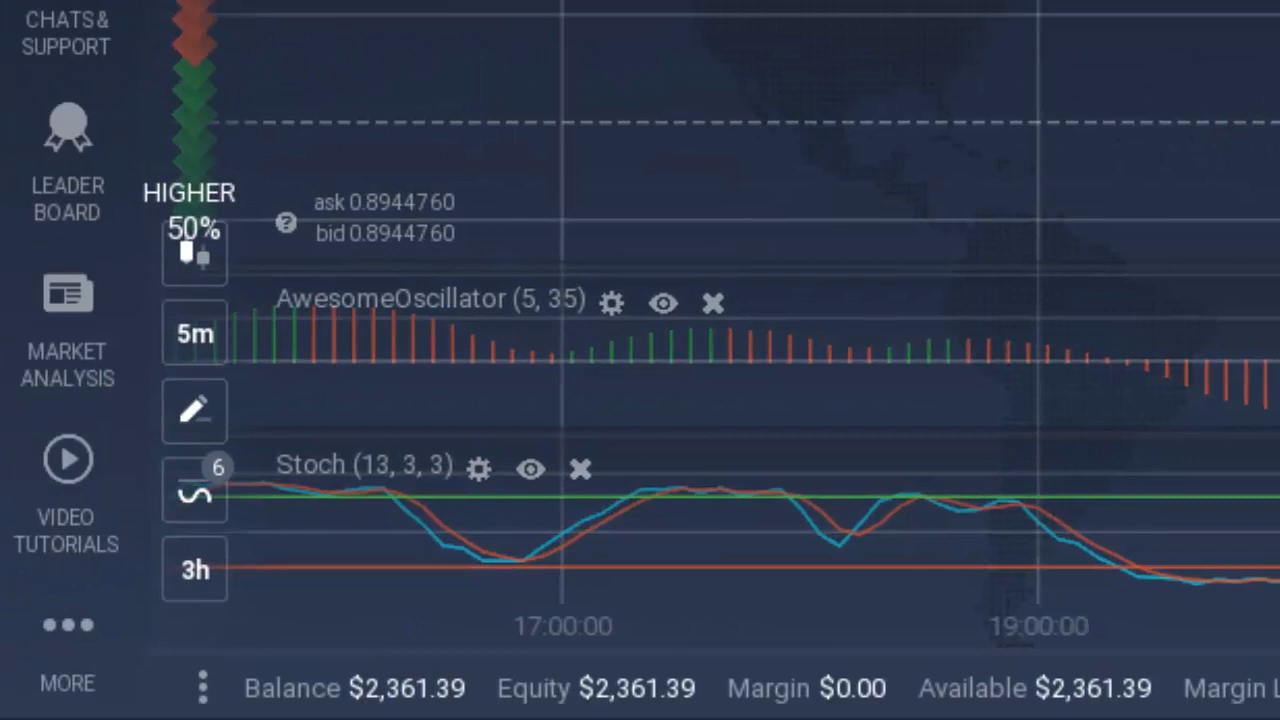 CHATS &
SUPPORT
LEADER
BOARD
HIGHER
50%
ask 0.8944760
bid 0.8944760
AwesomeOscillator (5, 35)
5m
MARKET
ANALYSIS
Stoch (13, 3, 3)
6
VIDEO
TUTORIALS
3h
17:00:00 19:00:00
MORE
Balance $2,361.39 Equity $2,361.39 Margin $0.00 Available $2,361.39 Margin L